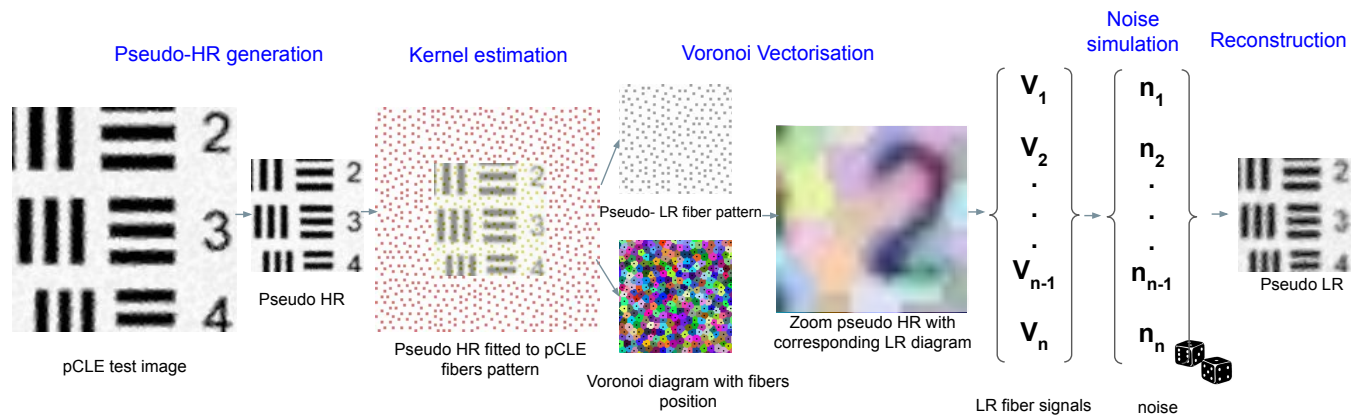 Pseudo-HR generation
Kernel estimation
Voronoi Vectorisation
Noise
simulation
Reconstruction
2
3
4
pCLE test image
2
3
4
Pseudo HR
2
3
4
Pseudo HR fitted to pCLE
fibers pattern
Pseudo- LR fiber pattern
Voronoi diagram with fibers
position
2
Zoom pseudo HR with
corresponding LR diagram
V1
V2
.
.
.
Vn-1
Vn
LR fiber signals
n1
n2
.
.
.
nn-1
nn
noise
2
3
4
Pseudo LR